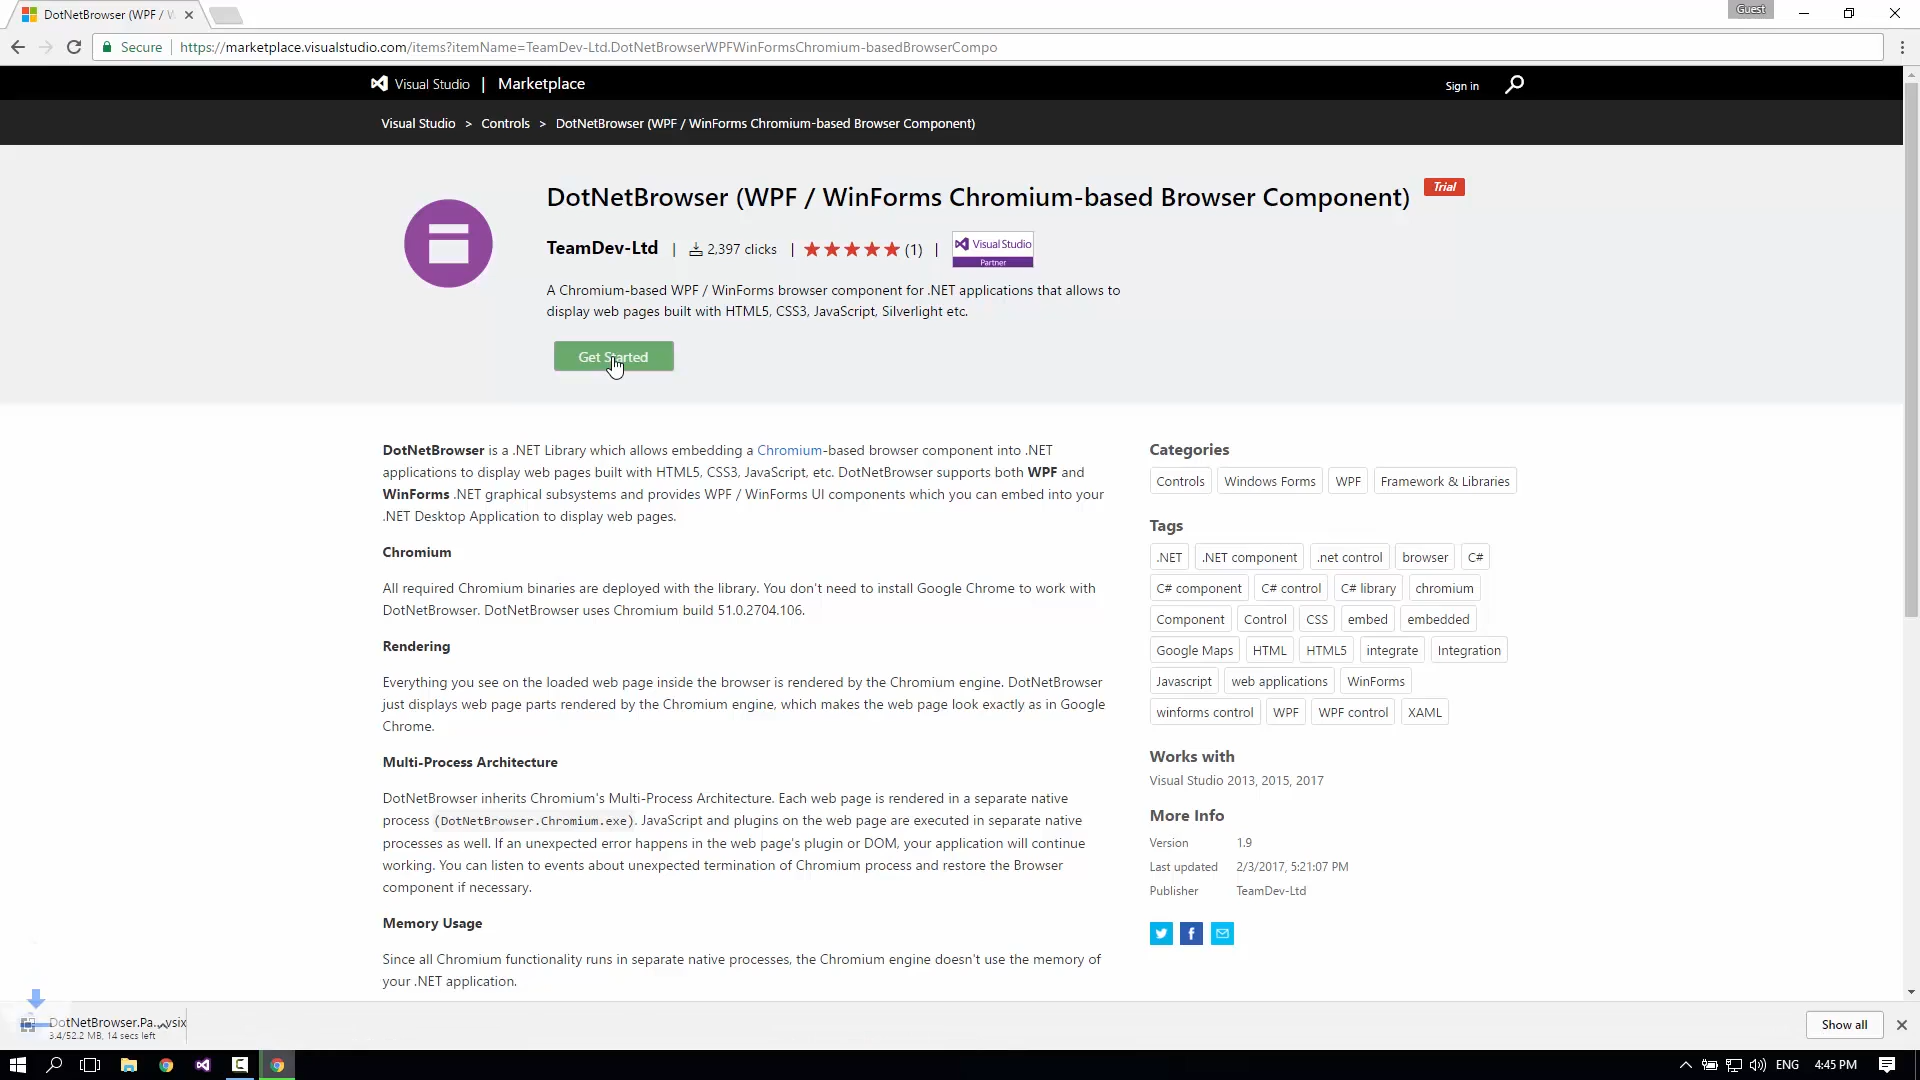 DotNetBrowser (WPF / W
Guest
Secure
https://marketplace.visualstudio.com/items?itemName=TeamDev-Ltd.DotNetBrowserWPFWinFormsChromium-basedBrowserCompo
Visual Studio | Marketplace
Sign in
Visual Studio > Controls > DotNetBrowser (WPF / WinForms Chromium-based Browser Component)
DotNetBrowser (WPF / WinForms Chromium-based Browser Component)
Trial
TeamDev-Ltd | 2,397 clicks | (1) |
Visual Studio
Partner
A Chromium-based WPF / WinForms browser component for .NET applications that allows to
display web pages built with HTML5, CSS3, JavaScript, Silverlight etc.
Get Started
DotNetBrowser is a .NET Library which allows embedding a Chromium-based browser component into .NET
applications to display web pages built with HTML5, CSS3, JavaScript, etc. DotNetBrowser supports both WPF and
WinForms .NET graphical subsystems and provides WPF / WinForms UI components which you can embed into your
.NET Desktop Application to display web pages.
Chromium
All required Chromium binaries are deployed with the library. You don't need to install Google Chrome to work with
DotNetBrowser. DotNetBrowser uses Chromium build 51.0.2704.106.
Rendering
Everything you see on the loaded web page inside the browser is rendered by the Chromium engine. DotNetBrowser
just displays web page parts rendered by the Chromium engine, which makes the web page look exactly as in Google
Chrome.
Multi-Process Architecture
DotNetBrowser inherits Chromium's Multi-Process Architecture. Each web page is rendered in a separate native
process (DotNetBrowser.Chromium.exe). JavaScript and plugins on the web page are executed in separate native
processes as well. If an unexpected error happens in the web page's plugin or DOM, your application will continue
working. You can listen to events about unexpected termination of Chromium process and restore the Browser
component if necessary.
Memory Usage
Since all Chromium functionality runs in separate native processes, the Chromium engine doesn't use the memory of
your .NET application.
Categories
Controls Windows Forms WPF Framework & Libraries
Tags
.NET .NET component .net control browser C#
C# component C# control C# library chromium
Component Control CSS embed embedded
Google Maps HTML HTML5 integrate Integration
Javascript web applications WinForms
winforms control WPF WPF control XAML
Works with
Visual Studio 2013, 2015, 2017
More Info
Version 1.9
Last updated 2/3/2017, 5:21:07 PM
Publisher TeamDev-Ltd
DotNetBrowser.Pa...vsix
3.4/52.2 MB, 14 secs left
Show all
ENG
4:45 PM